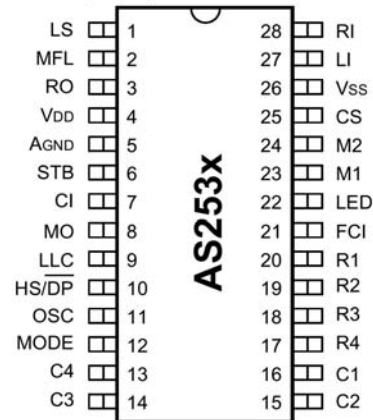 LS 1 28 RI
MFL 2 27 LI
RO 3 26 Vss
VDD 4 25 CS
AGND 5 24 M2
STB 6 23 M1
CI 7 22 LED
MO 8 21 FCI
LLC 9 20 R1
HS/DP 10 19 R2
OSC 11 18 R3
MODE 12 17 R4
C4 13 16 C1
C3 14 15 C2
AS253x